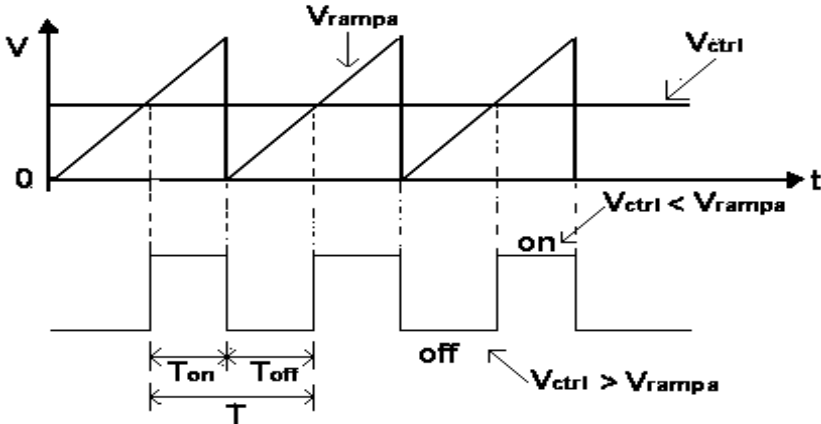 Vrampa
V
Vctrl
0
t
Vctrl < Vrampa
on
off
Ton
Toff
Vctrl > Vrampa
T